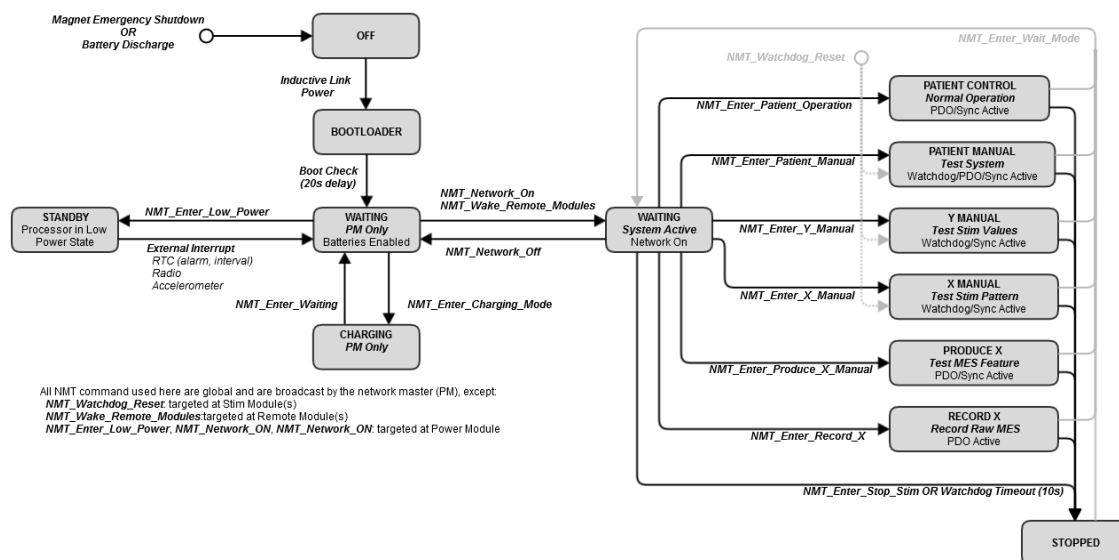 Magnet Emergency Shutdown
OR
Battery Discharge
OFF
Inductive Link
Power
BOOTLOADER
Boot Check
(20s delay)
STANDBY
Processor in Low
Power State
NMT_Enter_Low_Power
External Interrupt
RTC (alarm, interval)
Radio
Accelerometer
WAITING
PM Only
Batteries Enabled
NMT_Network_On
NMT_Wake_Remote_Modules
NMT_Network_Off
NMT_Enter_Waiting
NMT_Enter_Charging_Mode
CHARGING
PM Only
WAITING
System Active
Network On
NMT_Enter_Wait_Mode
NMT_Watchdog_Reset
NMT_Enter_Patient_Operation
PATIENT CONTROL
Normal Operation
PDO/Sync Active
NMT_Enter_Patient_Manual
PATIENT MANUAL
Test System
Watchdog/PDO/Sync Active
NMT_Enter_Y_Manual
Y MANUAL
Test Stim Values
Watchdog/Sync Active
NMT_Enter_X_Manual
X MANUAL
Test Stim Pattern
Watchdog/Sync Active
NMT_Enter_Produce_X_Manual
PRODUCE X
Test MES Feature
PDO/Sync Active
NMT_Enter_Record_X
RECORD X
Record Raw MES
PDO Active
NMT_Enter_Stop_Stim OR Watchdog Timeout (10s)
STOPPED
All NMT command used here are global and are broadcast by the network master (PM), except:
NMT_Watchdog_Reset: targeted at Stim Module(s)
NMT_Wake_Remote_Modules:targeted at Remote Module(s)
NMT_Enter_Low_Power, NMT_Network_ON, NMT_Network_ON: targeted at Power Module